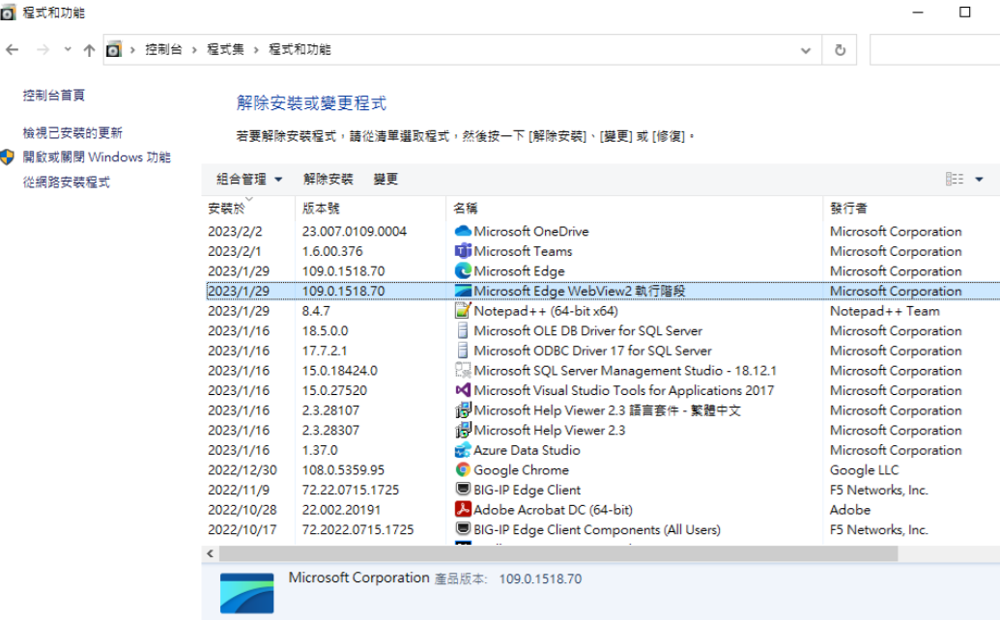 程式和功能
控制台 › 程式集 › 程式和功能
控制台首頁
檢視已安裝的更新
開啟或關閉 Windows 功能
從網路安裝程式
解除安裝或變更程式
若要解除安裝程式，請從清單選取程式，然後按一下 [解除安裝]、[變更] 或 [修復]。
組合管理 解除安裝 變更
安裝於 版本號 名稱 發行者
2023/2/2 23.007.0109.0004 Microsoft OneDrive Microsoft Corporation
2023/2/1 1.6.00.376 Microsoft Teams Microsoft Corporation
2023/1/29 109.0.1518.70 Microsoft Edge Microsoft Corporation
2023/1/29 109.0.1518.70 Microsoft Edge WebView2 執行階段 Microsoft Corporation
2023/1/29 8.4.7 Notepad++ (64-bit x64) Notepad++ Team
2023/1/16 18.5.0.0 Microsoft OLE DB Driver for SQL Server Microsoft Corporation
2023/1/16 17.7.2.1 Microsoft ODBC Driver 17 for SQL Server Microsoft Corporation
2023/1/16 15.0.18424.0 Microsoft SQL Server Management Studio - 18.12.1 Microsoft Corporation
2023/1/16 15.0.27520 Microsoft Visual Studio Tools for Applications 2017 Microsoft Corporation
2023/1/16 2.3.28107 Microsoft Help Viewer 2.3 語言套件 - 繁體中文 Microsoft Corporation
2023/1/16 2.3.28307 Microsoft Help Viewer 2.3 Microsoft Corporation
2023/1/16 1.37.0 Azure Data Studio Microsoft Corporation
2022/12/30 108.0.5359.95 Google Chrome Google LLC
2022/11/9 72.22.0715.1725 BIG-IP Edge Client F5 Networks, Inc.
2022/10/28 22.002.20191 Adobe Acrobat DC (64-bit) Adobe
2022/10/17 72.2022.0715.1725 BIG-IP Edge Client Components (All Users) F5 Networks, Inc.
Microsoft Corporation 產品版本: 109.0.1518.70